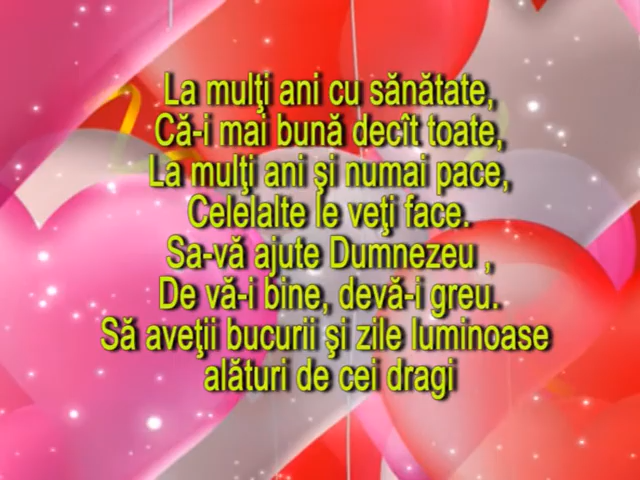 La mulţi ani cu sănătate,
Că-i mai bună decît toate,
La mulţi ani şi numai pace,
Celelalte le veţi face.
Sa-vă ajute Dumnezeu ,
De vă-i bine, devă-i greu.
Să aveţii bucurii şi zile luminoase
alături de cei dragi